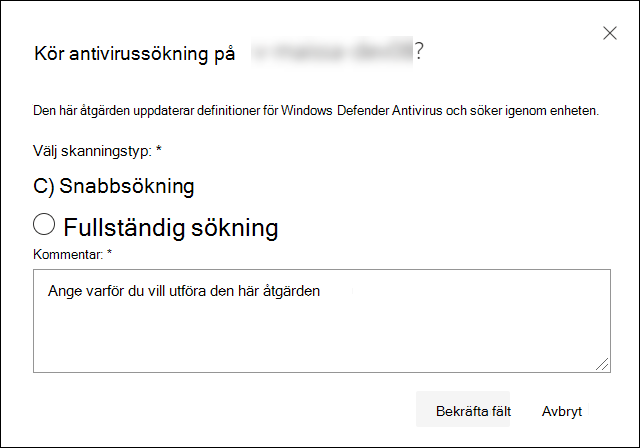 Kör antivirussökning på ?
Den här åtgärden uppdaterar definitioner för Windows Defender Antivirus och söker igenom enheten.
Välj skanningstyp: *
C) Snabbsökning
Fullständig sökning
Kommentar: *
Ange varför du vill utföra den här åtgärden
Bekräfta fält Avbryt